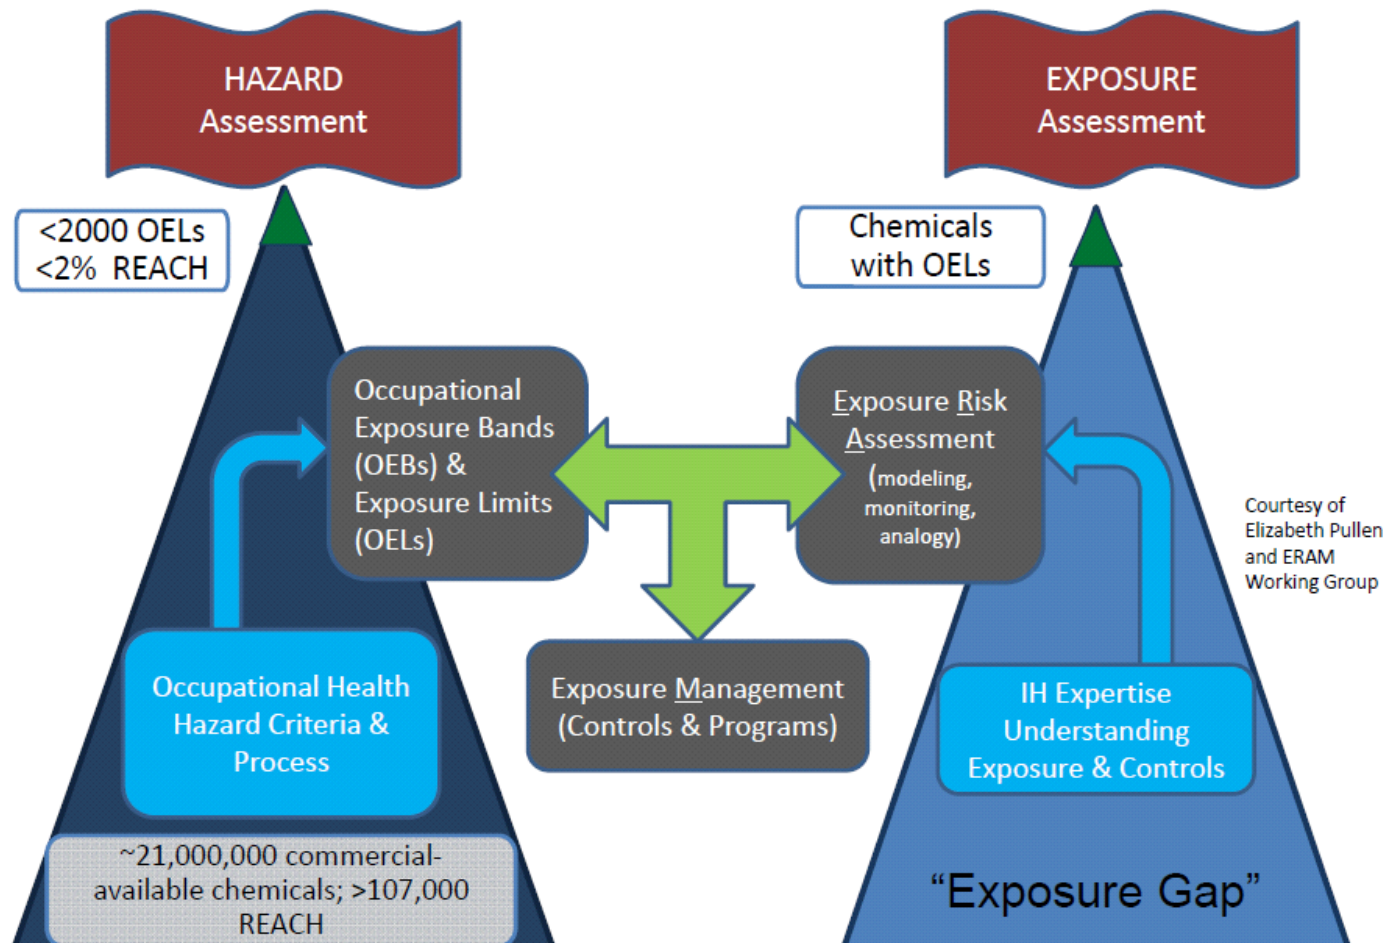 HAZARD
Assessment
EXPOSURE
Assessment
<2000 OELs
<2% REACH
Chemicals
with OELs
Occupational
Exposure Bands
(OEBs) &
Exposure Limits
(OELs)
Exposure Risk
Assessment
(modeling,
monitoring,
analogy)
Courtesy of
Elizabeth Pullen
and ERAM
Working Group
Occupational Health
Hazard Criteria &
Process
Exposure Management
(Controls & Programs)
IH Expertise
Understanding
Exposure & Controls
~21,000,000 commercial-
available chemicals; >107,000
REACH
“Exposure Gap”